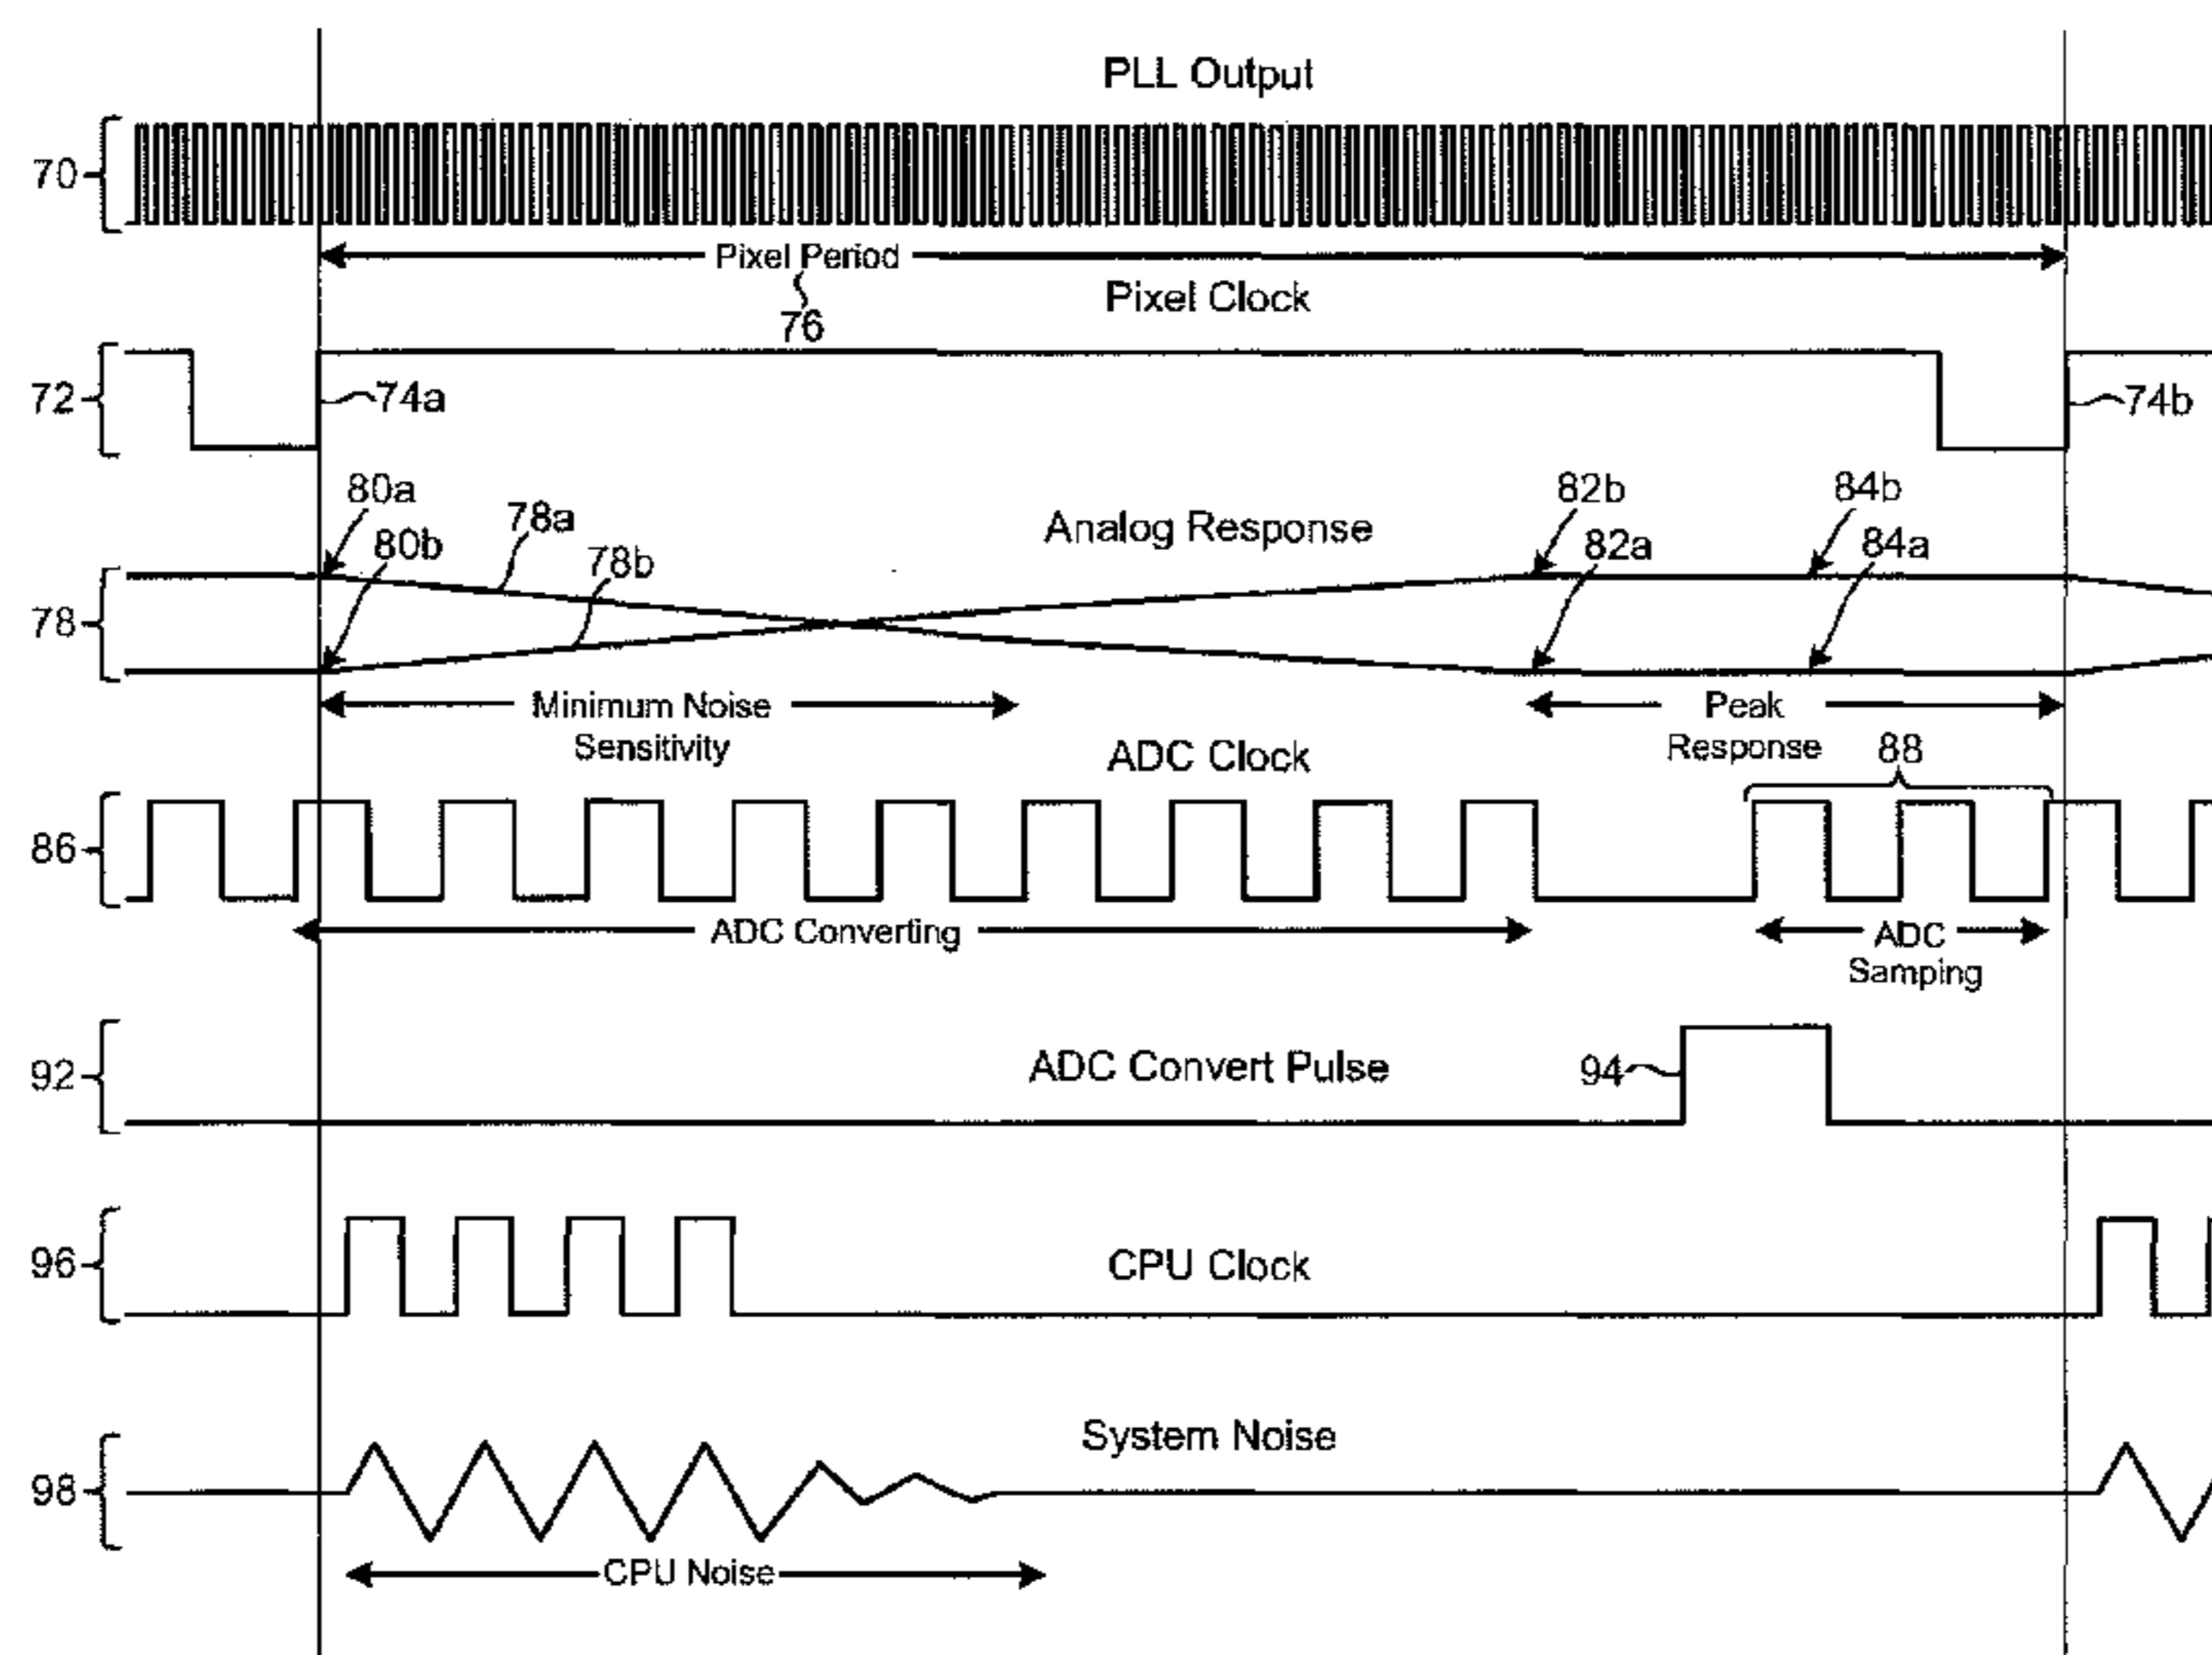 PLL Output
70
Pixel Period
76
Pixel Clock
72
74a
74b
80a
78a
80b
78b
Analog Response
82b
82a
84b
84a
78
Minimum Noise
Sensitivity
Peak
Response
ADC Clock
88
86
ADC Converting
ADC
Samping
92
ADC Convert Pulse
94
96
CPU Clock
System Noise
98
CPU Noise